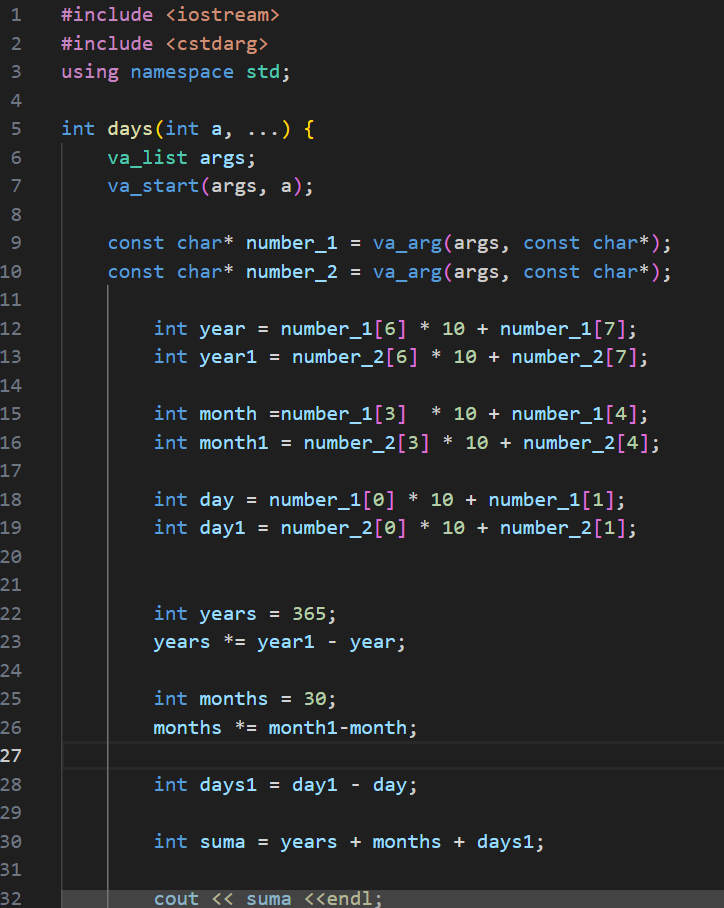 1 #include <iostream>
2 #include <cstdarg>
3 using namespace std;
4
5 int days(int a, ...) {
6     va_list args;
7     va_start(args, a);
8
9     const char* number_1 = va_arg(args, const char*);
10     const char* number_2 = va_arg(args, const char*);
11
12         int year = number_1[6] * 10 + number_1[7];
13         int year1 = number_2[6] * 10 + number_2[7];
14
15         int month =number_1[3]  * 10 + number_1[4];
16         int month1 = number_2[3] * 10 + number_2[4];
17
18         int day = number_1[0] * 10 + number_1[1];
19         int day1 = number_2[0] * 10 + number_2[1];
20
21
22         int years = 365;
23         years *= year1 - year;
24
25         int months = 30;
26         months *= month1-month;
27
28         int days1 = day1 - day;
29
30         int suma = years + months + days1;
31
32         cout << suma <<endl;